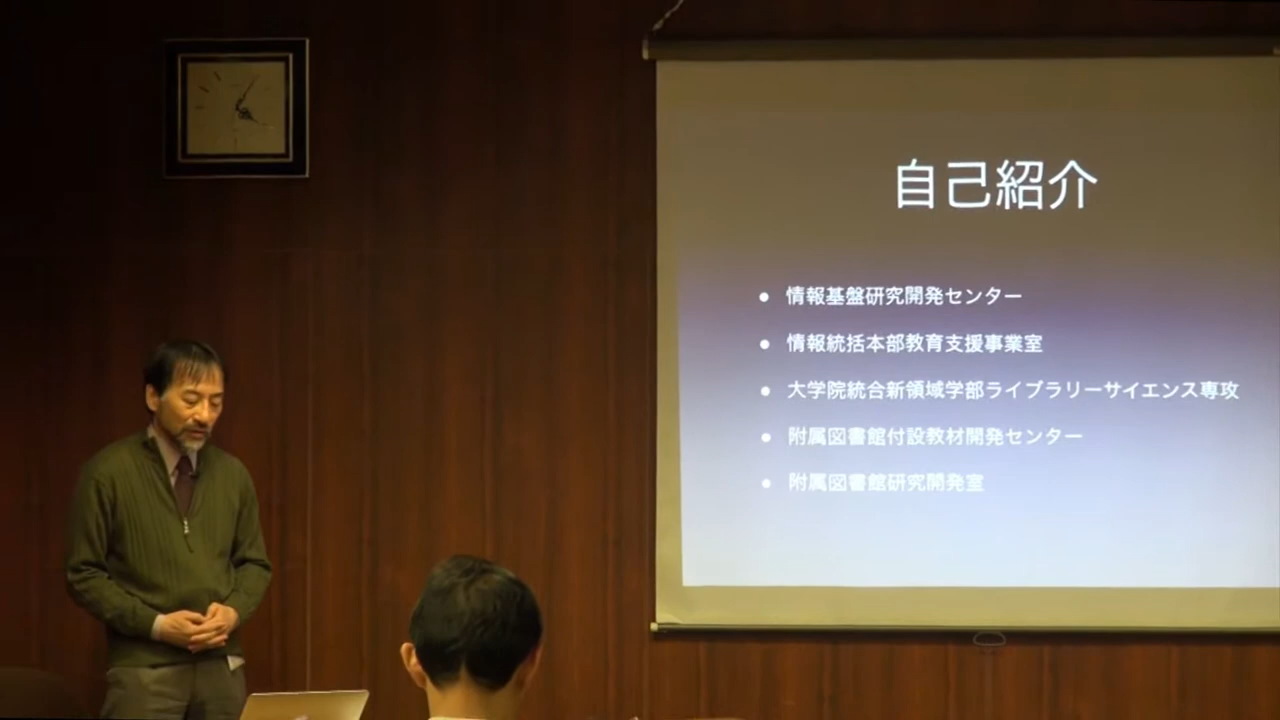 自己紹介
● 情報基盤研究開発センター
● 情報統括本部教育支援事業室
● 大学院統合新領域学部ライブラリーサイエンス専攻
● 附属図書館付設教材開発センター
● 附属図書館研究開発室